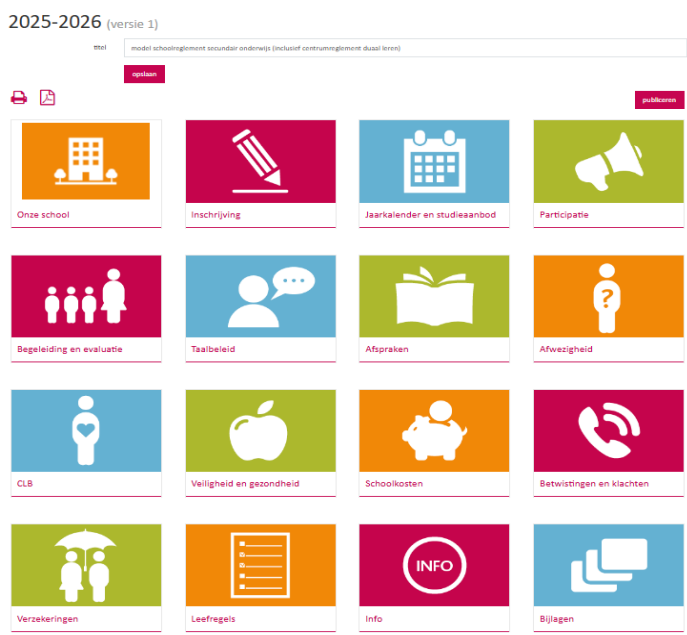 2025-2026 (versie 1)
titel model schoolreglement secundair onderwijs (inclusief centrumreglement duaal leren)
opslaan
publiceren
Onze school
Inschrijving
Jaarkalender en studieaanbod
Participatie
?
Begeleiding en evaluatie
Taalbeleid
Afspraken
Afwezigheid
CLB
Veiligheid en gezondheid
Schoolkosten
Betwistingen en klachten
INFO
Verzekeringen
Leefregels
Info
Bijlagen